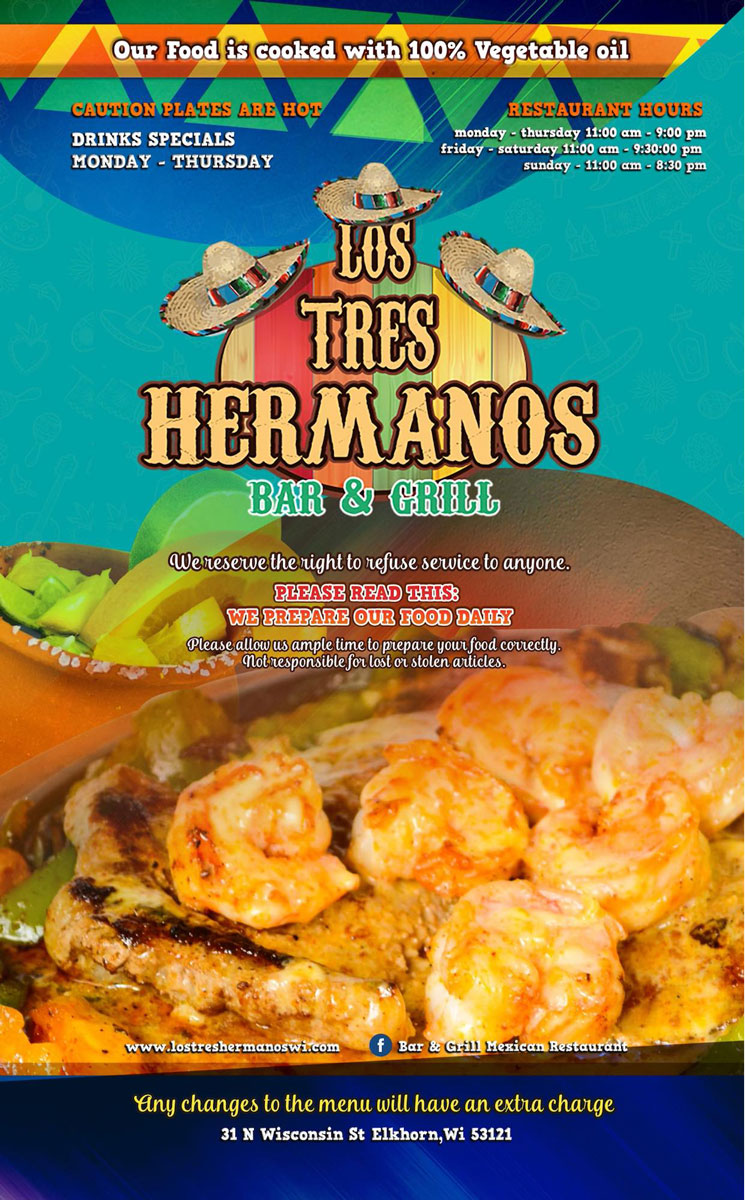 Our Food is cooked with 100% Vegetable oil
CAUTION PLATES ARE HOT
DRINKS SPECIALS
MONDAY - THURSDAY
RESTAURANT HOURS
monday - thursday 11:00 am - 9:00 pm
friday - saturday 11:00 am - 9:30:00 pm
sunday - 11:00 am - 8:30 pm
LOS
TRES
HERMANOS
BAR & GRILL
We reserve the right to refuse service to anyone.
PLEASE READ THIS:
WE PREPARE OUR FOOD DAILY
Please allow us ample time to prepare your food correctly.
Not responsible for lost or stolen articles.
www.lostreshermanoswi.com
f Bar & Grill Mexican Restaurant
Any changes to the menu will have an extra charge
31 N Wisconsin St Elkhorn,Wi 53121